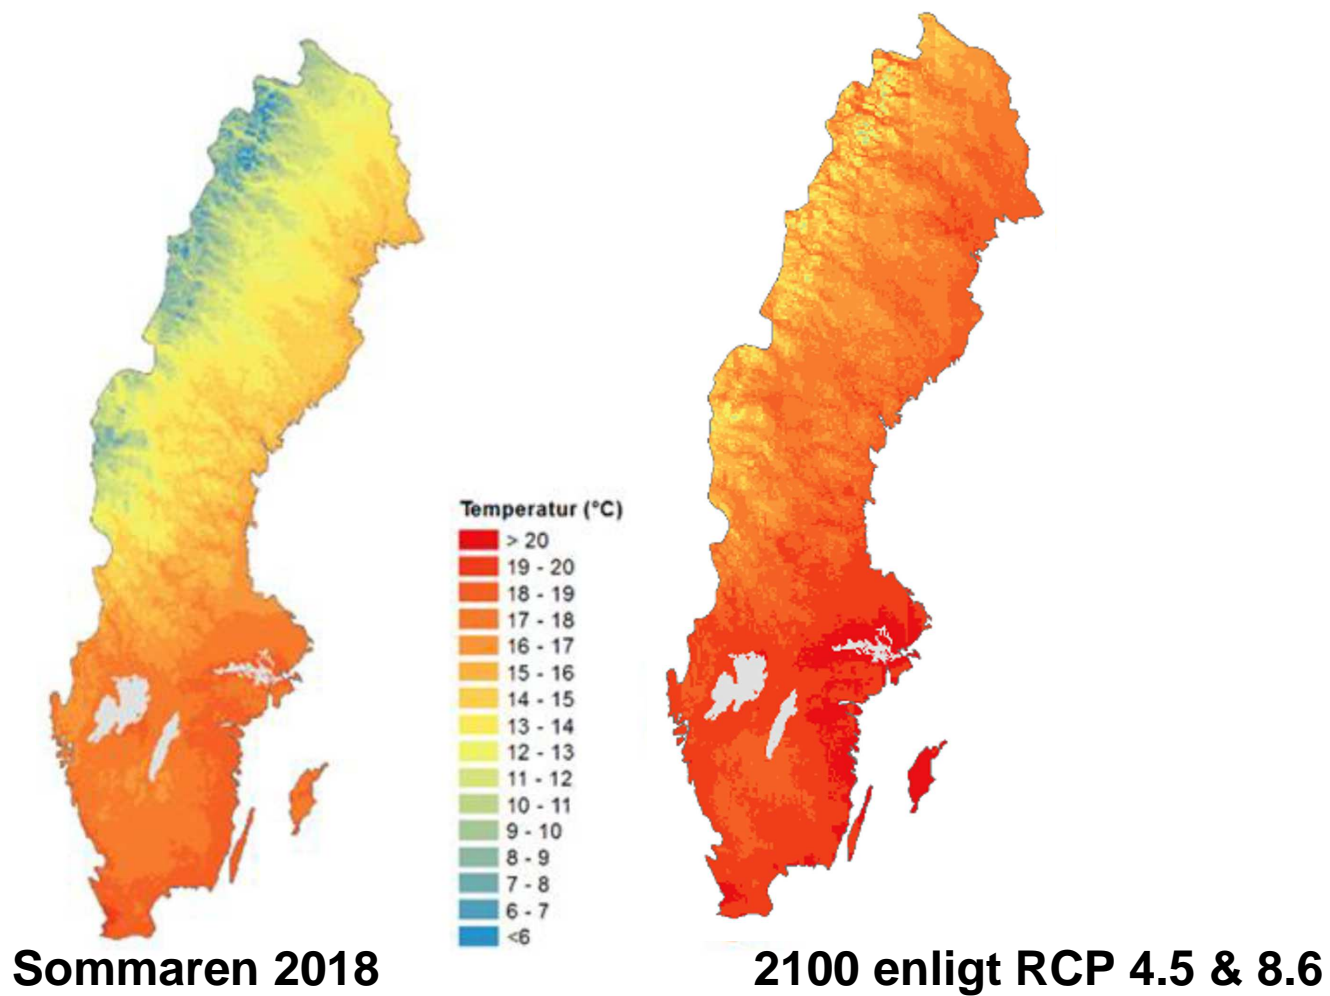 Temperatur (°C)
> 20
19 - 20
18 - 19
17 - 18
16 - 17
15 - 16
14 - 15
13 - 14
12 - 13
11 - 12
10 - 11
9 - 10
8 - 9
7 - 8
6 - 7
<6
Sommaren 2018
2100 enligt RCP 4.5 & 8.6